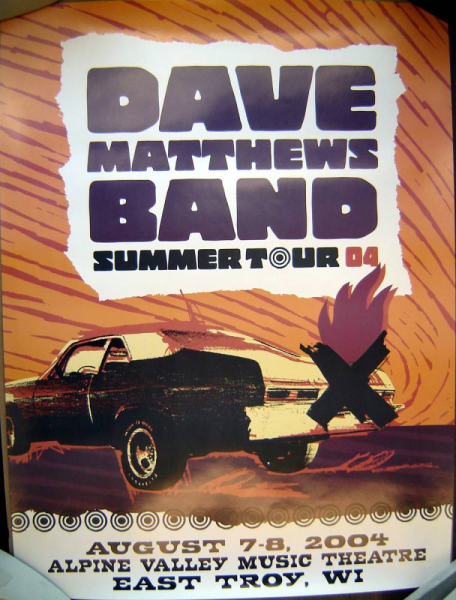 DAVE
MATTHEWS
BAND
SUMMER TOUR 04
AUGUST 7-8, 2004
ALPINE VALLEY MUSIC THEATRE
EAST TROY, WI